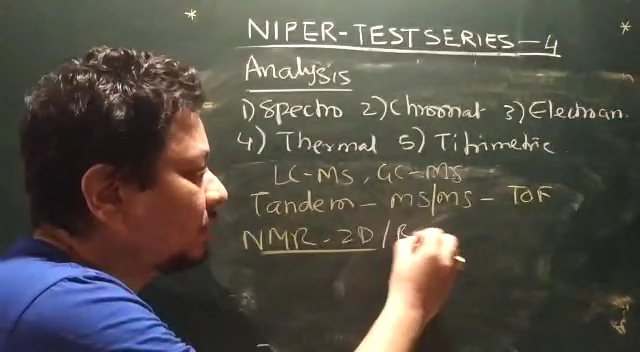 NIPER-TESTSERIES-4
Analysis
1) Spectro 2) Chromat 3) Electroan
4) Thermal 5) Titrimetric
LC-MS, GC-MS
Tandem - MS/MS - TOF
NMR - 2D /